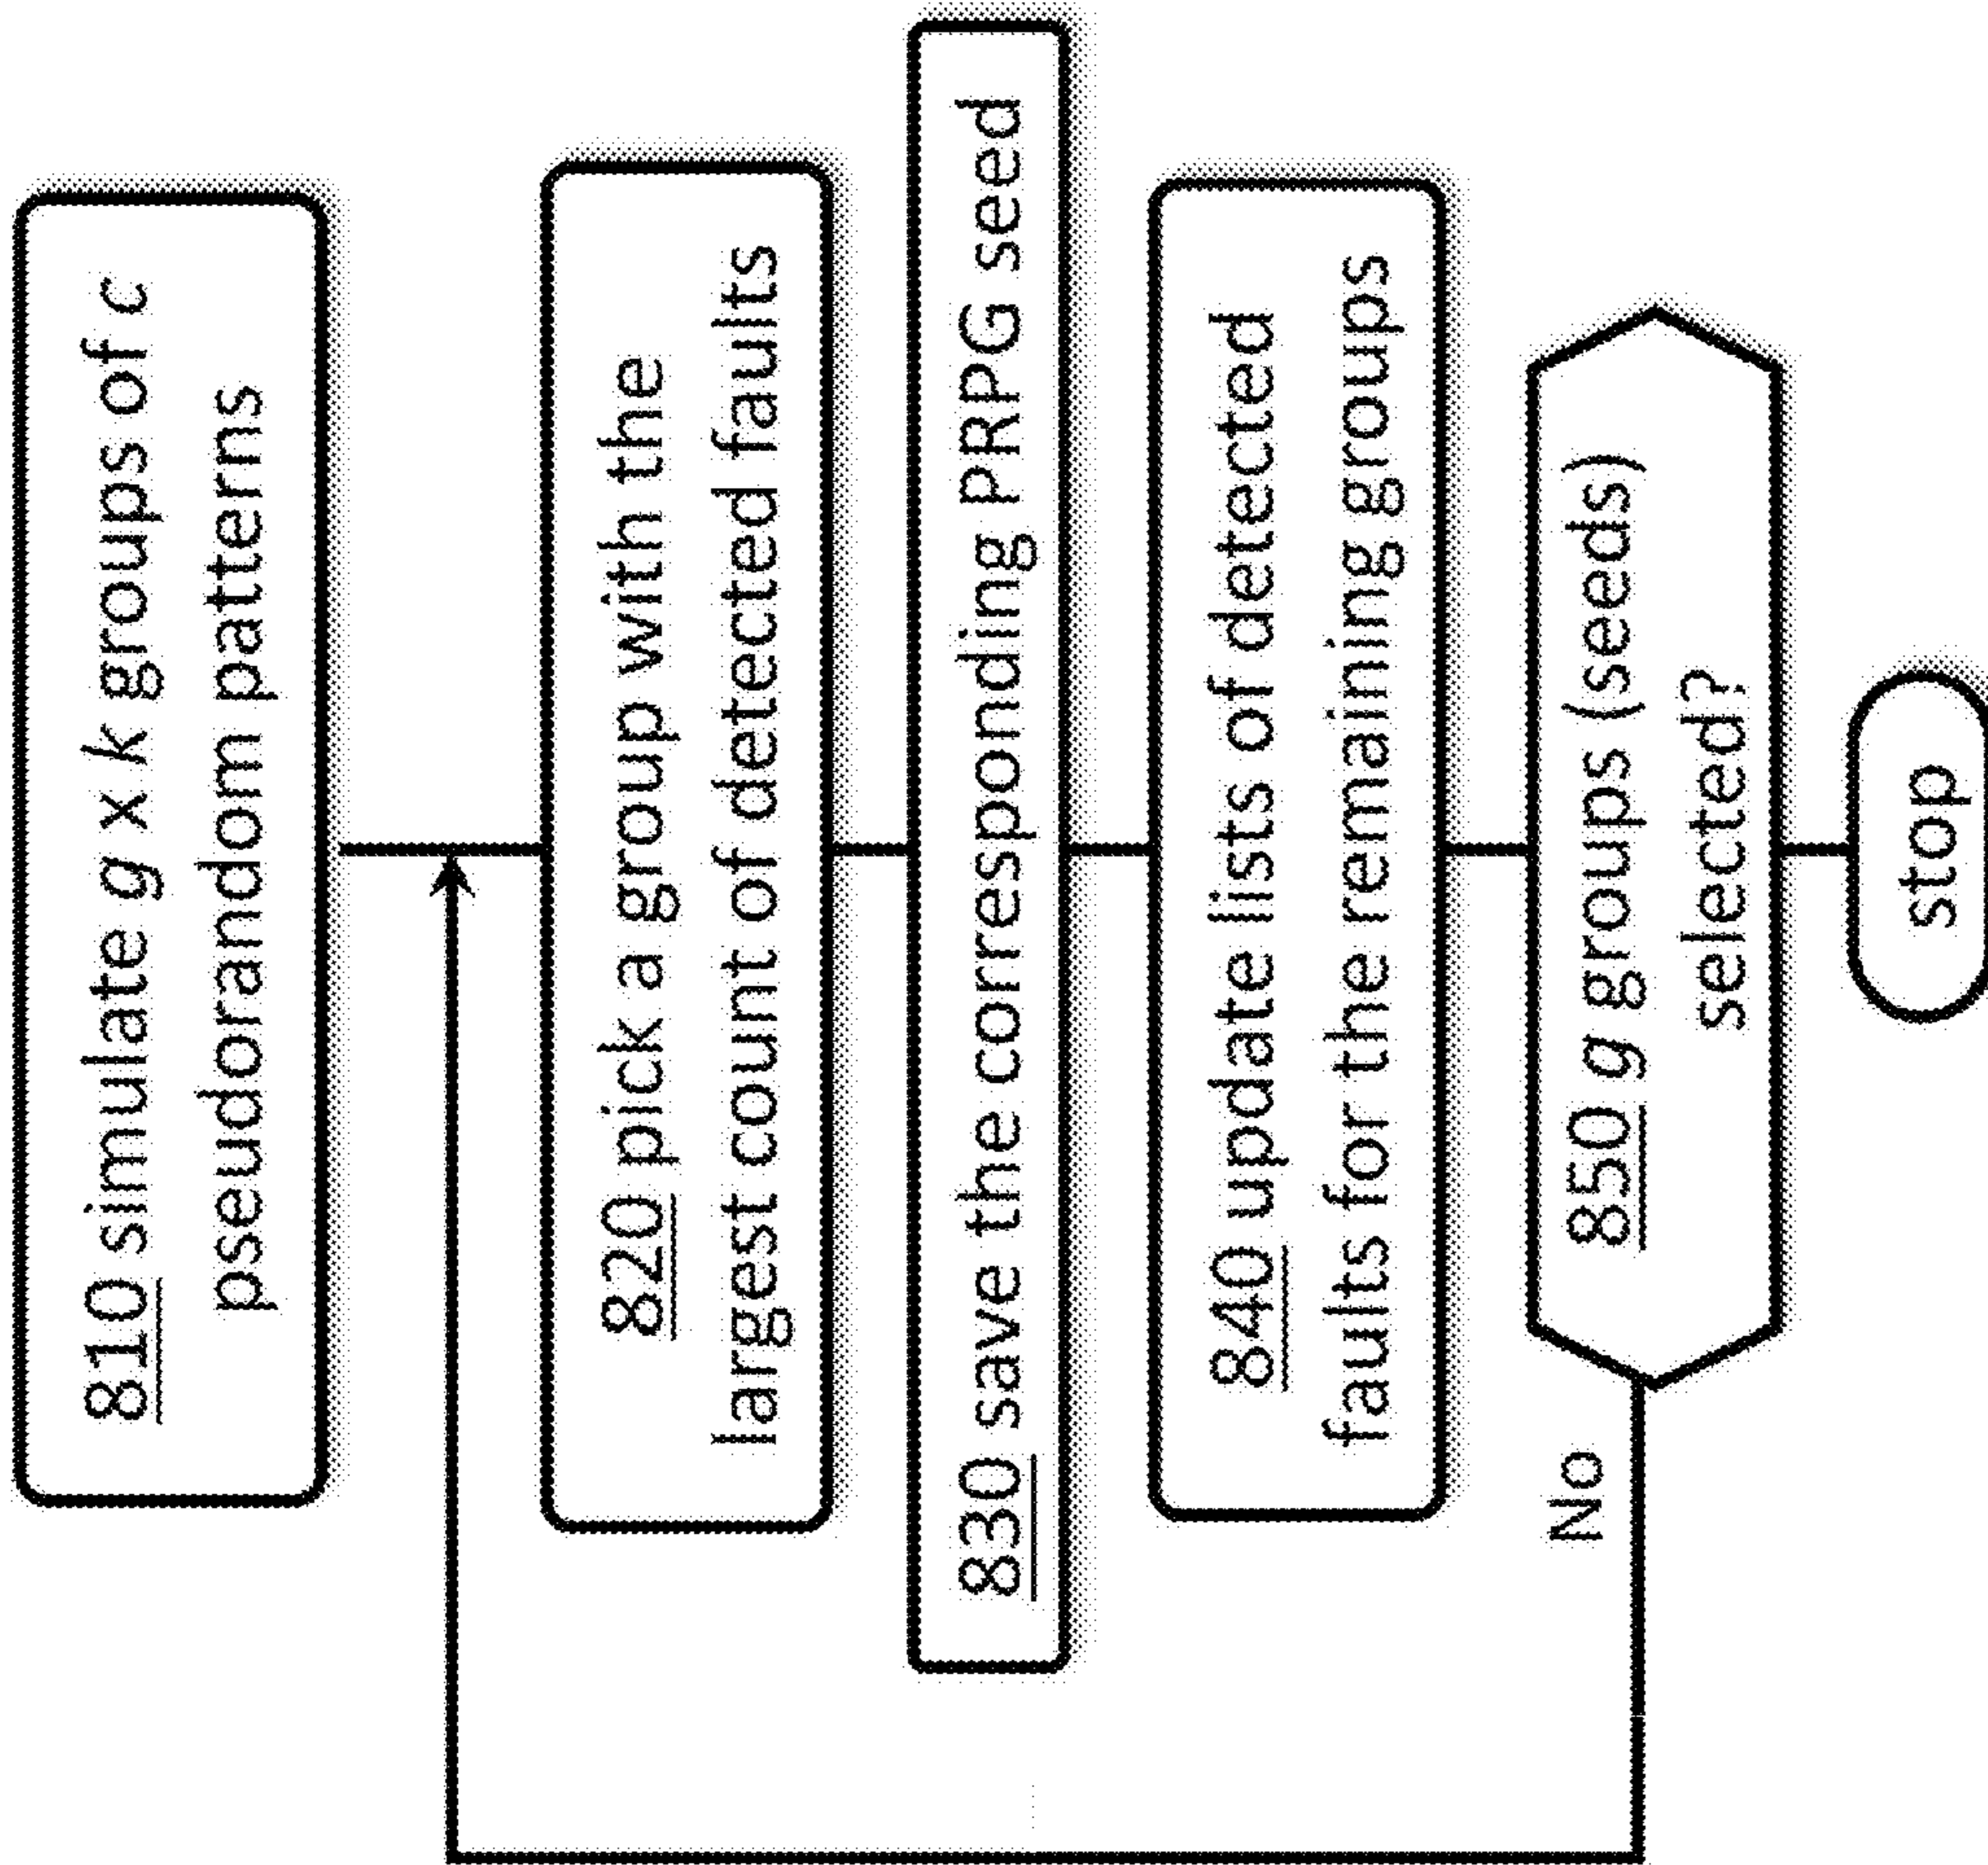 810 simulate g x k groups of c
pseudorandom patterns
820 pick a group with the
largest count of detected faults
830 save the corresponding PRPG seed
840 update lists of detected
faults for the remaining groups
850 g groups (seeds)
selected?
No
stop